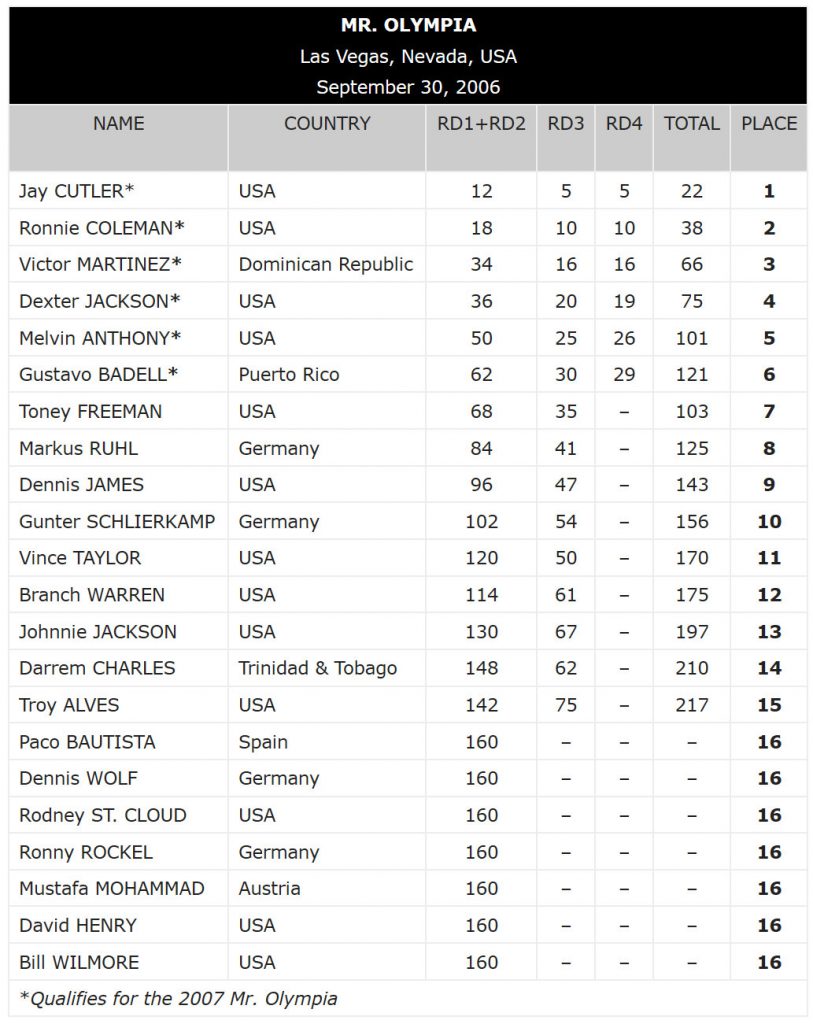 MR. OLYMPIA
Las Vegas, Nevada, USA
September 30, 2006
NAME COUNTRY RD1+RD2 RD3 RD4 TOTAL PLACE
Jay CUTLER* USA 12 5 5 22 1
Ronnie COLEMAN* USA 18 10 10 38 2
Victor MARTINEZ* Dominican Republic 34 16 16 66 3
Dexter JACKSON* USA 36 20 19 75 4
Melvin ANTHONY* USA 50 25 26 101 5
Gustavo BADELL* Puerto Rico 62 30 29 121 6
Toney FREEMAN USA 68 35 – 103 7
Markus RUHL Germany 84 41 – 125 8
Dennis JAMES USA 96 47 – 143 9
Gunter SCHLIERKAMP Germany 102 54 – 156 10
Vince TAYLOR USA 120 50 – 170 11
Branch WARREN USA 114 61 – 175 12
Johnnie JACKSON USA 130 67 – 197 13
Darrem CHARLES Trinidad & Tobago 148 62 – 210 14
Troy ALVES USA 142 75 – 217 15
Paco BAUTISTA Spain 160 – – – 16
Dennis WOLF Germany 160 – – – 16
Rodney ST. CLOUD USA 160 – – – 16
Ronny ROCKEL Germany 160 – – – 16
Mustafa MOHAMMAD Austria 160 – – – 16
David HENRY USA 160 – – – 16
Bill WILMORE USA 160 – – – 16
*Qualifies for the 2007 Mr. Olympia